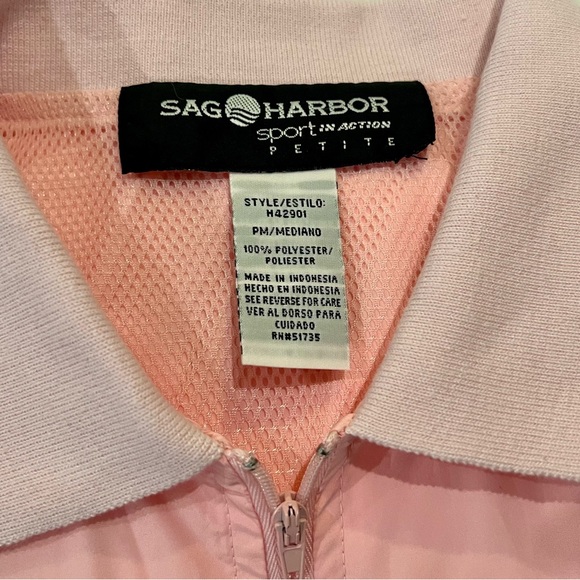 SAG HARBOR
sport IN ACTION
PETITE
STYLE/ESTILO:
H42901
PM/MEDIANO
100% POLYESTER/
POLIESTER
MADE IN INDONESIA
HECHO EN INDONESIA
SEE REVERSE FOR CARE
VER AL DORSO PARA
CUIDADO
RN#51735